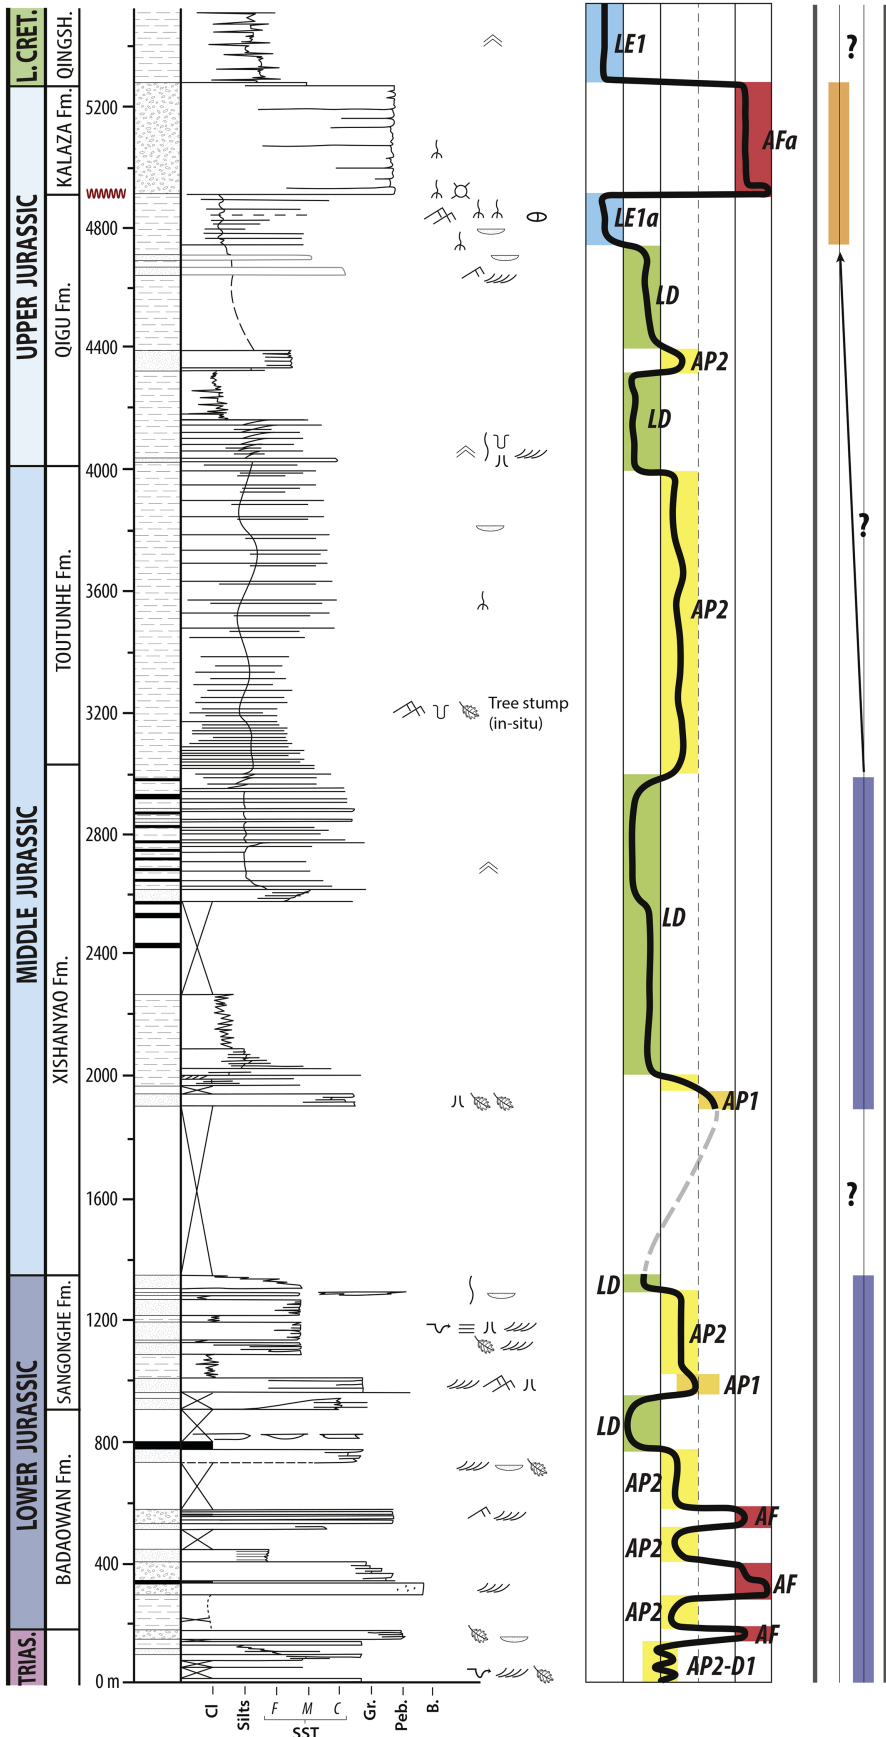 L.CRET.
QINGSH.
LE1
?
5200
KALAZA Fm.
AFa
UPPER JURASSIC
4800
LE1a
QIGU Fm.
LD
4400
AP2
LD
4000
MIDDLE JURASSIC
TOUTUNHE Fm.
?
3600
AP2
3200
Tree stump
(in-situ)
2800
XISHANYAO Fm.
LD
2400
2000
AP1
1600
?
LOWER JURASSIC
SANGONGHE Fm.
LD
1200
AP2
AP1
BADAOWAN Fm.
LD
800
AP2
AF
AP2
400
AF
AP2
TRIAS.
AF
AP2-D1
0 m
Cl
Silts
F
M
C
Gr.
Peb.
B.
SST